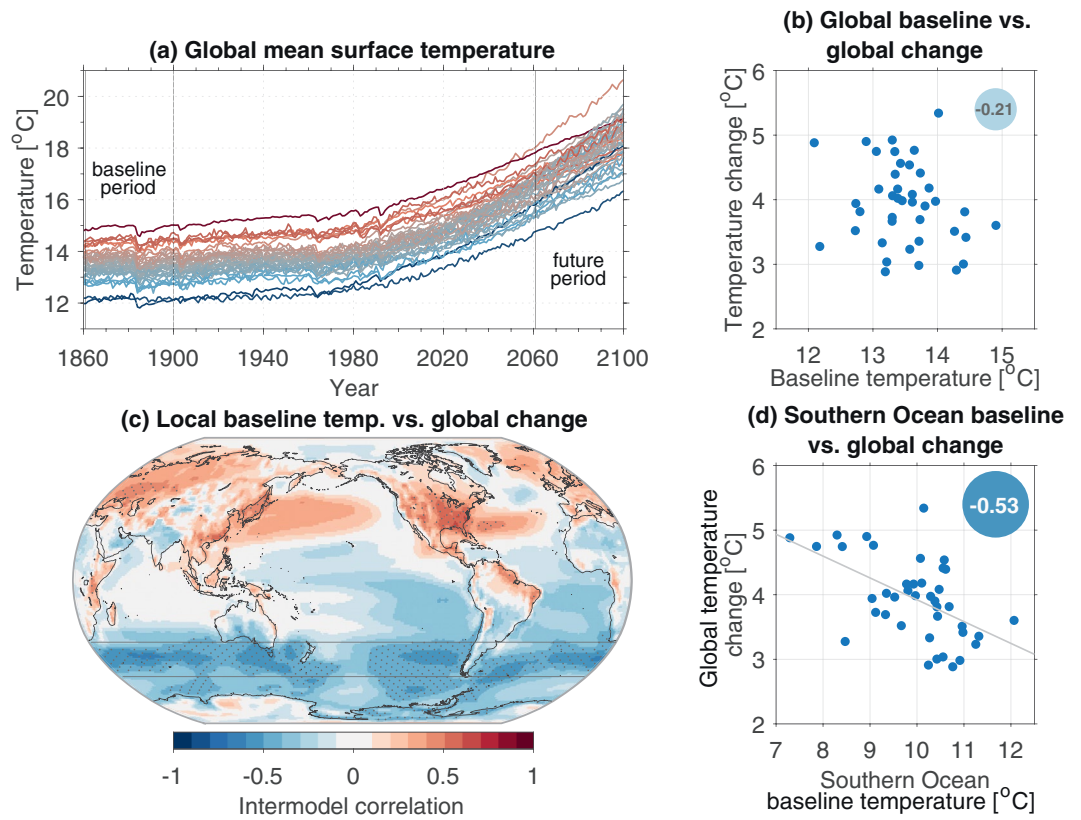 (a) Global mean surface temperature
Temperature [°C]
20
18
16
14
12
baseline
period
future
period
1860
1900
1940
1980
2020
2060
2100
Year
(b) Global baseline vs.
global change
Temperature change [°C]
6
5
4
3
2
-0.21
12
13
14
15
Baseline temperature [°C]
(c) Local baseline temp. vs. global change
-1
-0.5
0
0.5
1
Intermodel correlation
(d) Southern Ocean baseline
vs. global change
Global temperature
change [°C]
6
5
4
3
2
-0.53
7
8
9
10
11
12
Southern Ocean
baseline temperature [°C]